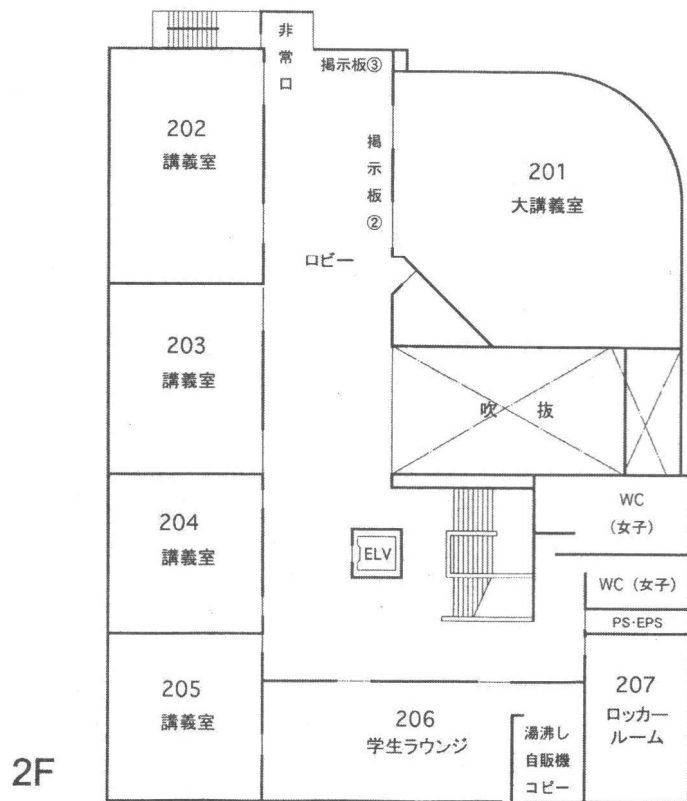 非常口
掲示板③
202
講義室
掲示板②
201
大講義室
ロビー
203
講義室
吹 抜
204
講義室
ELV
WC
(女子)
WC (女子)
PS・EPS
205
講義室
206
学生ラウンジ
湯沸し
自販機
コピー
207
ロッカー
ルーム
2F